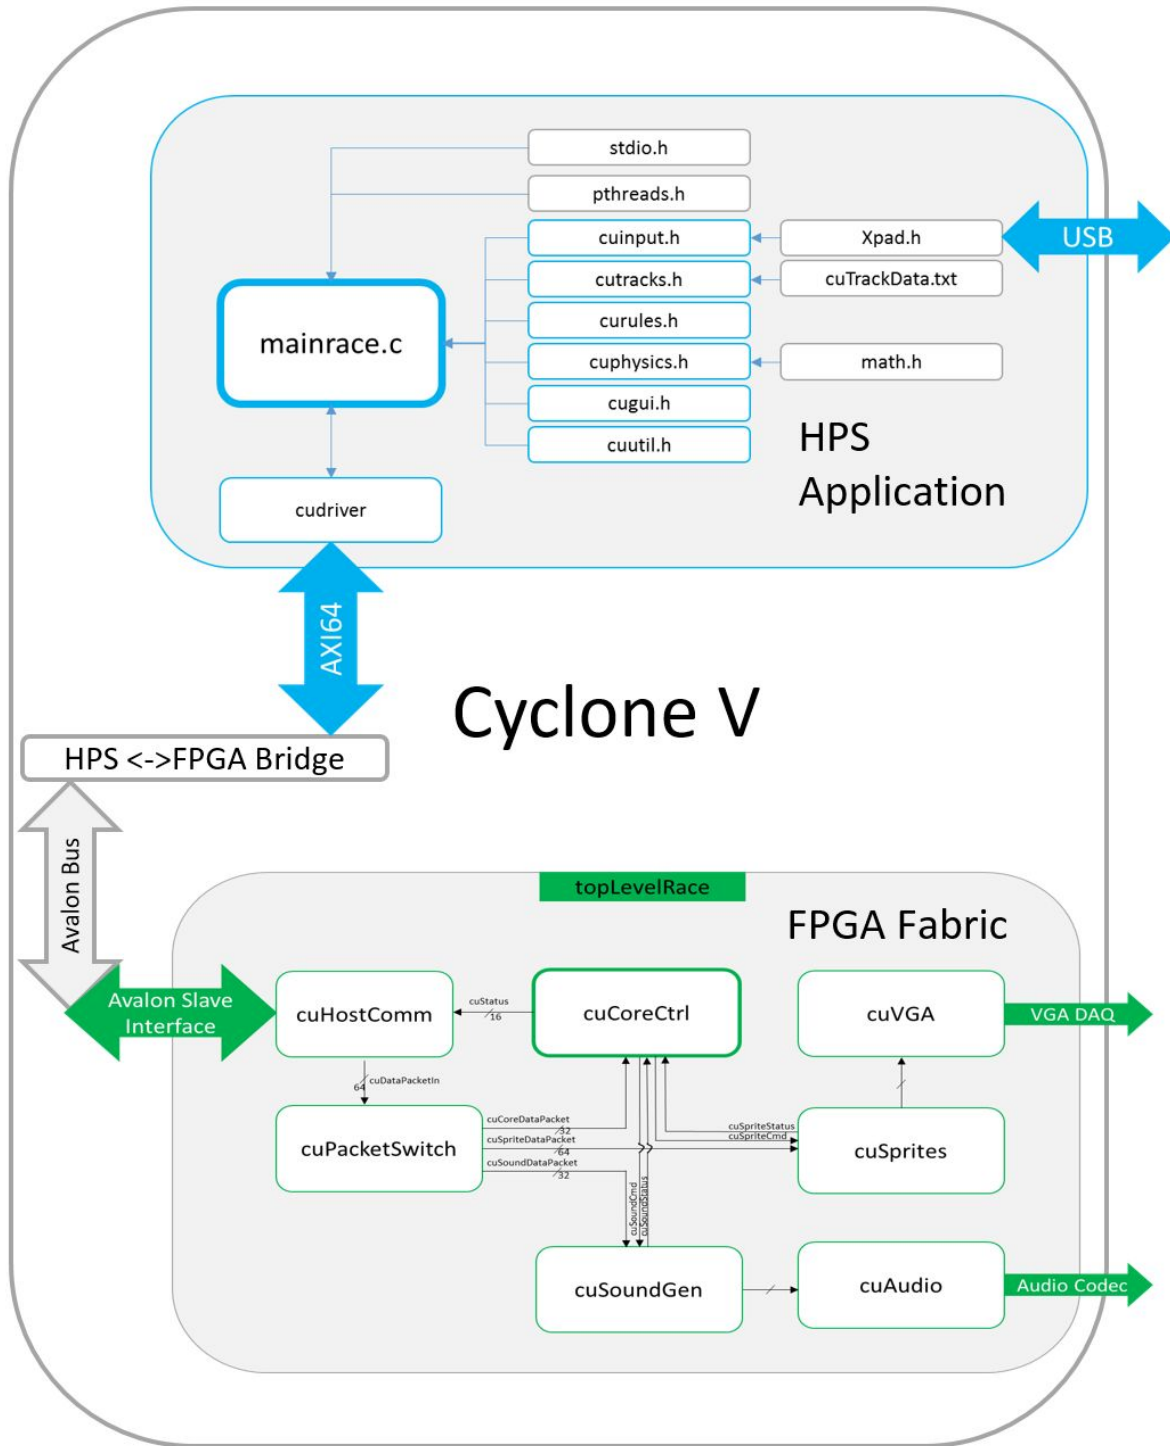 stdio.h
pthreads.h
cuinput.h
Xpad.h
USB
cutracks.h
cuTrackData.txt
mainrace.c
curules.h
cuphysics.h
math.h
cugui.h
cuutil.h
HPS
Application
cudriver
AXI64
Cyclone V
HPS <->FPGA Bridge
Avalon Bus
topLevelRace
FPGA Fabric
Avalon Slave
Interface
cuHostComm
cuStatus
16
cuCoreCtrl
cuVGA
VGA DAQ
64
cuDataPacketIn
cuPacketSwitch
cuCoreDataPacket
32
cuSpriteDataPacket
64
cuSoundDataPacket
32
cuSpriteStatus
cuSpriteCmd
cuSprites
cuSoundCmd
cuSoundStatus
cuSoundGen
cuAudio
Audio Codec